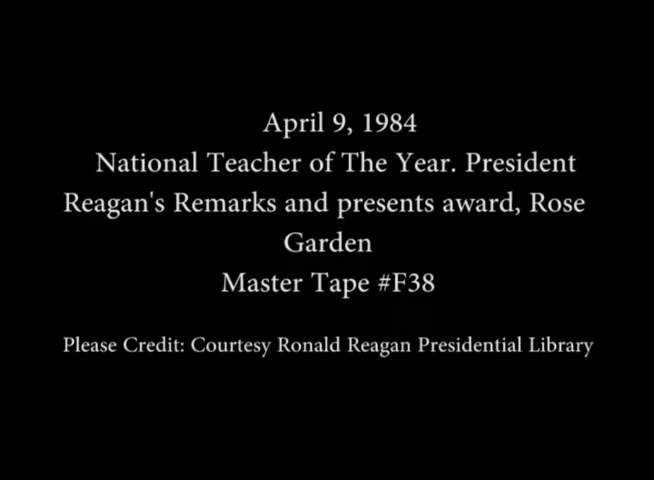 April 9, 1984
National Teacher of The Year. President
Reagan's Remarks and presents award, Rose
Garden
Master Tape #F38
Please Credit: Courtesy Ronald Reagan Presidential Library